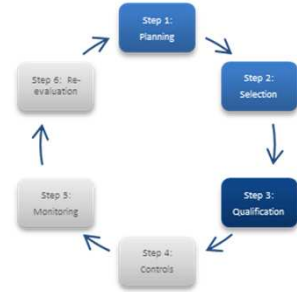 Step 1:
Planning
Step 2:
Selection
Step 3:
Qualification
Step 4:
Controls
Step 5:
Monitoring
Step 6: Re-
evaluation